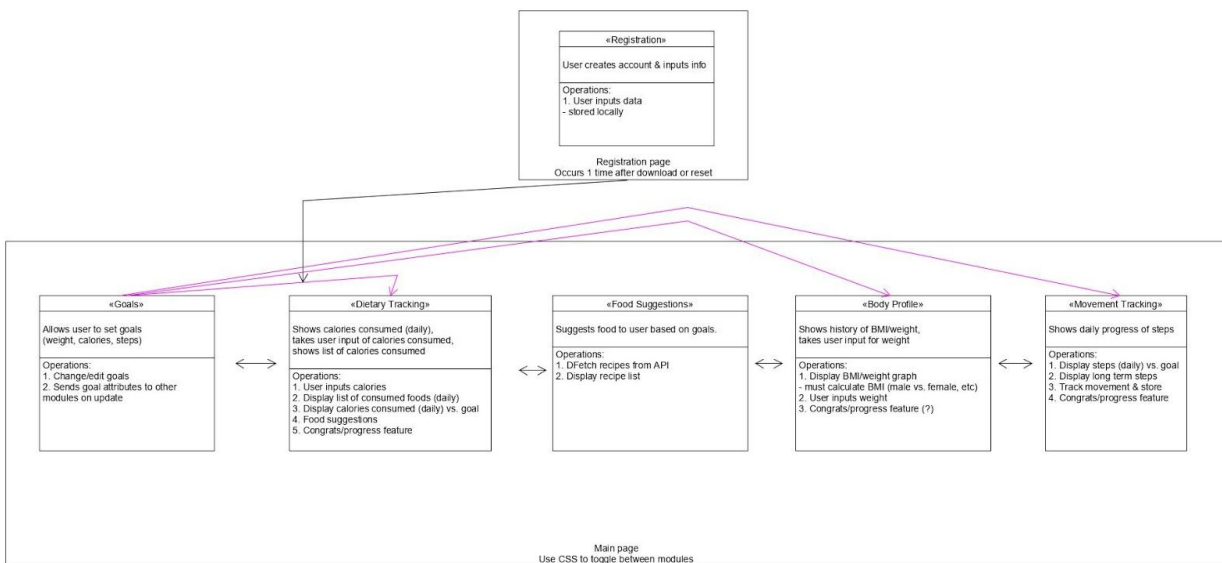 «Registration»
User creates account & inputs info
Operations:
1. User inputs data
- stored locally
Registration page
Occurs 1 time after download or reset
«Goals»
Allows user to set goals
(weight, calories, steps)
Operations:
1. Change/edit goals
2. Sends goal attributes to other
modules on update
«Dietary Tracking»
Shows calories consumed (daily),
takes user input of calories consumed,
shows list of calories consumed
Operations:
1. User inputs calories
2. Display list of consumed foods (daily)
3. Display calories consumed (daily) vs. goal
4. Food suggestions
5. Congrats/progress feature
«Food Suggestions»
Suggests food to user based on goals.
Operations:
1. DFetch recipes from API
2. Display recipe list
«Body Profile»
Shows history of BMI/weight,
takes user input for weight
Operations:
1. Display BMI/weight graph
- must calculate BMI (male vs. female, etc)
2. User inputs weight
3. Congrats/progress feature (?)
«Movement Tracking»
Shows daily progress of steps
Operations:
1. Display steps (daily) vs. goal
2. Display long term steps
3. Track movement & store
4. Congrats/progress feature
Main page
Use CSS to toggle between modules